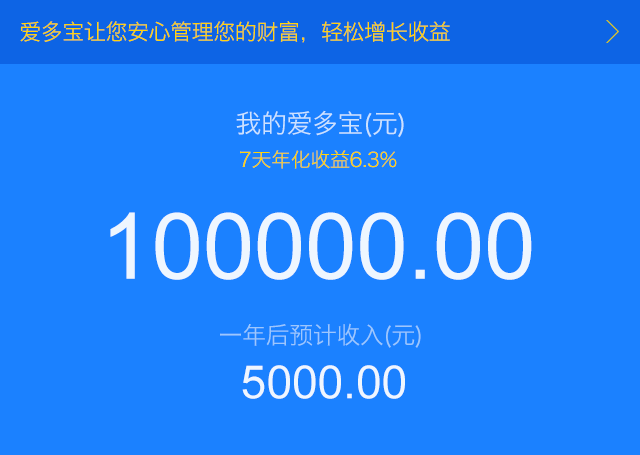 爱多宝让您安心管理您的财富，轻松增长收益
我的爱多宝(元)
7天年化收益6.3%
100000.00
一年后预计收入(元)
5000.00